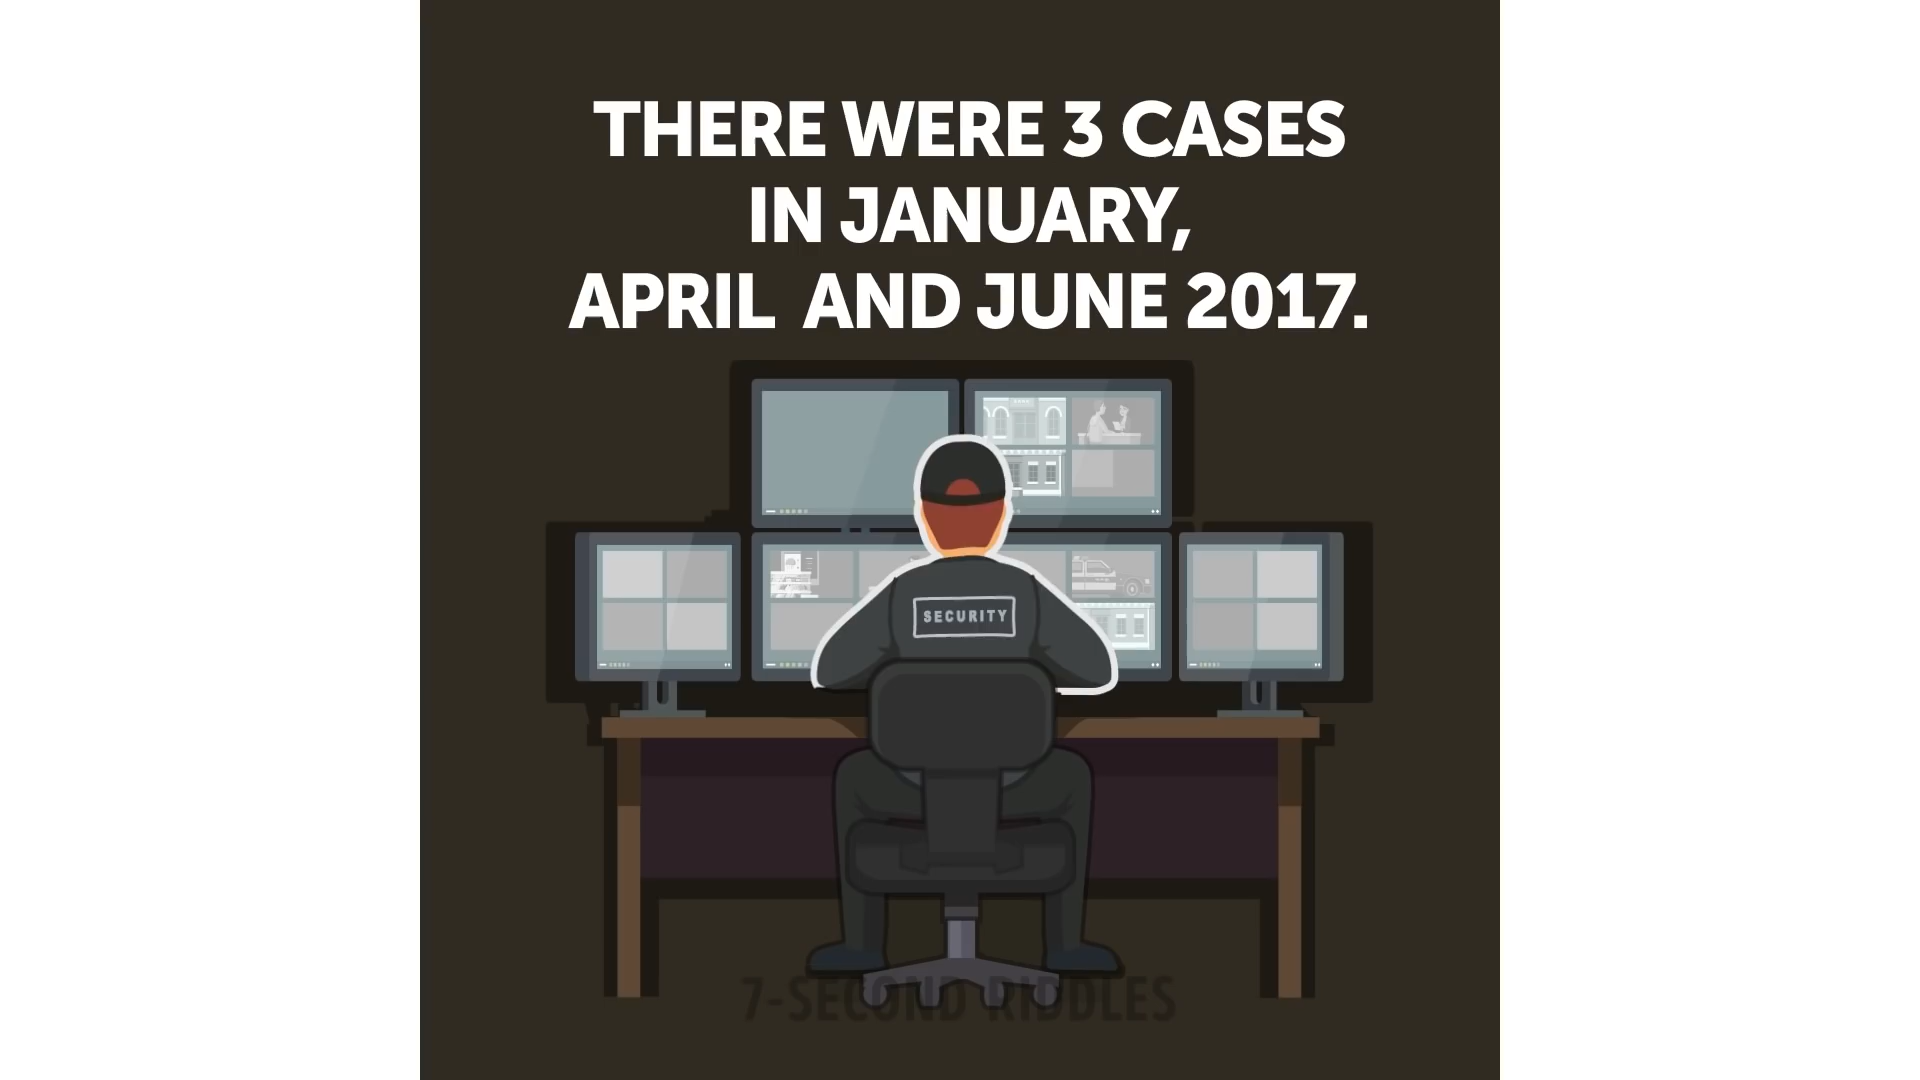 THERE WERE 3 CASES
IN JANUARY,
APRIL AND JUNE 2017.
SECURITY
7-SECOND RIDDLES